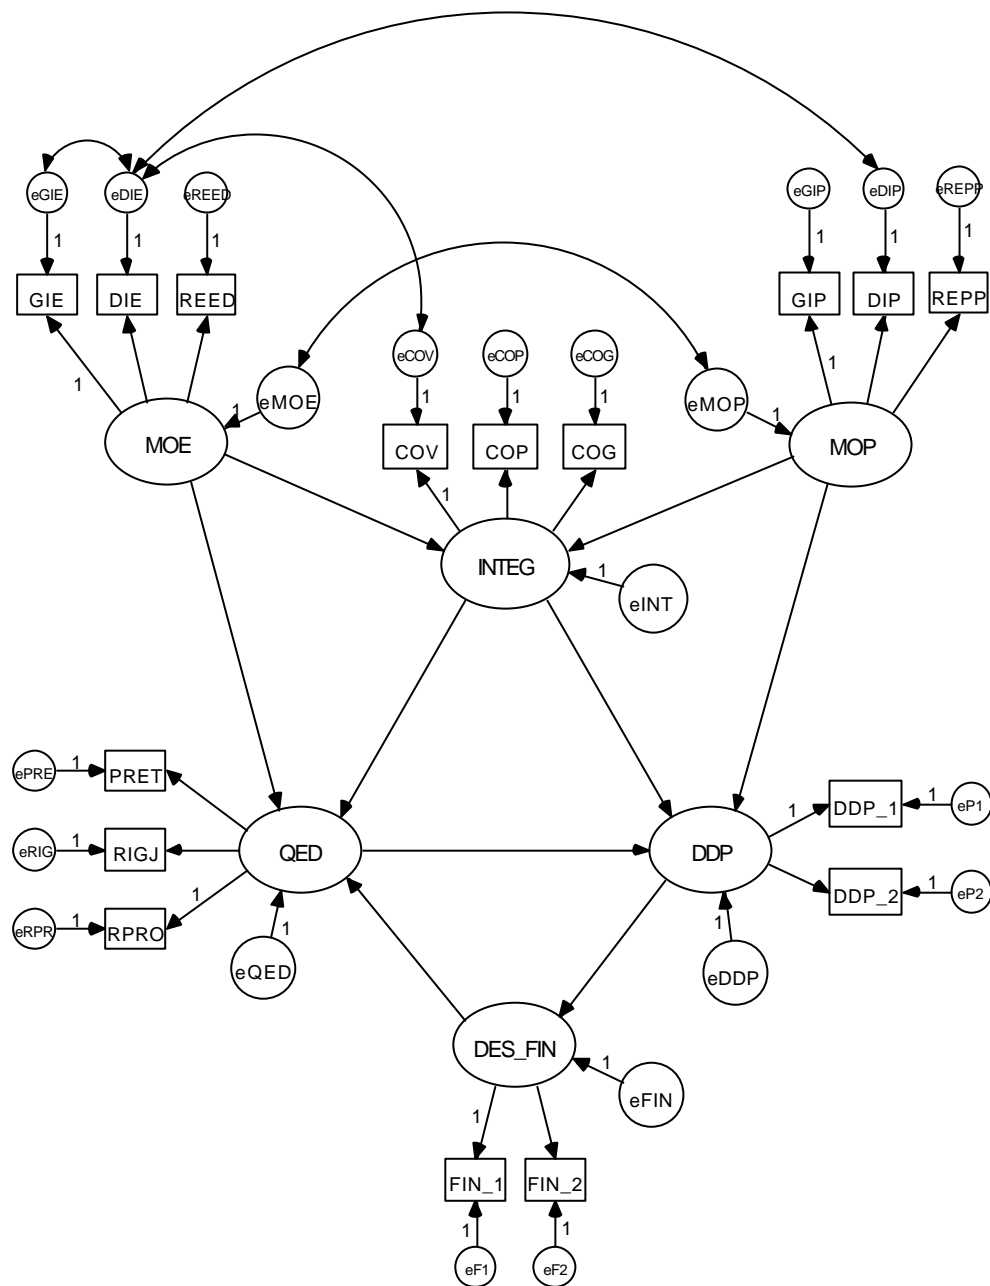 eGIE eDIE eREED eGIP eDIP eREPP
1 1 1 1 1 1
GIE DIE REED GIP DIP REPP
eCOV eCOP eCOG
1 1
eMOE eMOP
1 1 1 1 1
MOE COV COP COG MOP
1
INTEG
1
eINT
ePRE 1 PRET
DDP_1 1 eP1
1
eRIG 1 RIGJ QED DDP
DDP_2 1 eP2
1
eRPR 1 RPRO
1 1
eQED eDDP
DES_FIN
1
eFIN
1
FIN_1 FIN_2
1 1
eF1 eF2